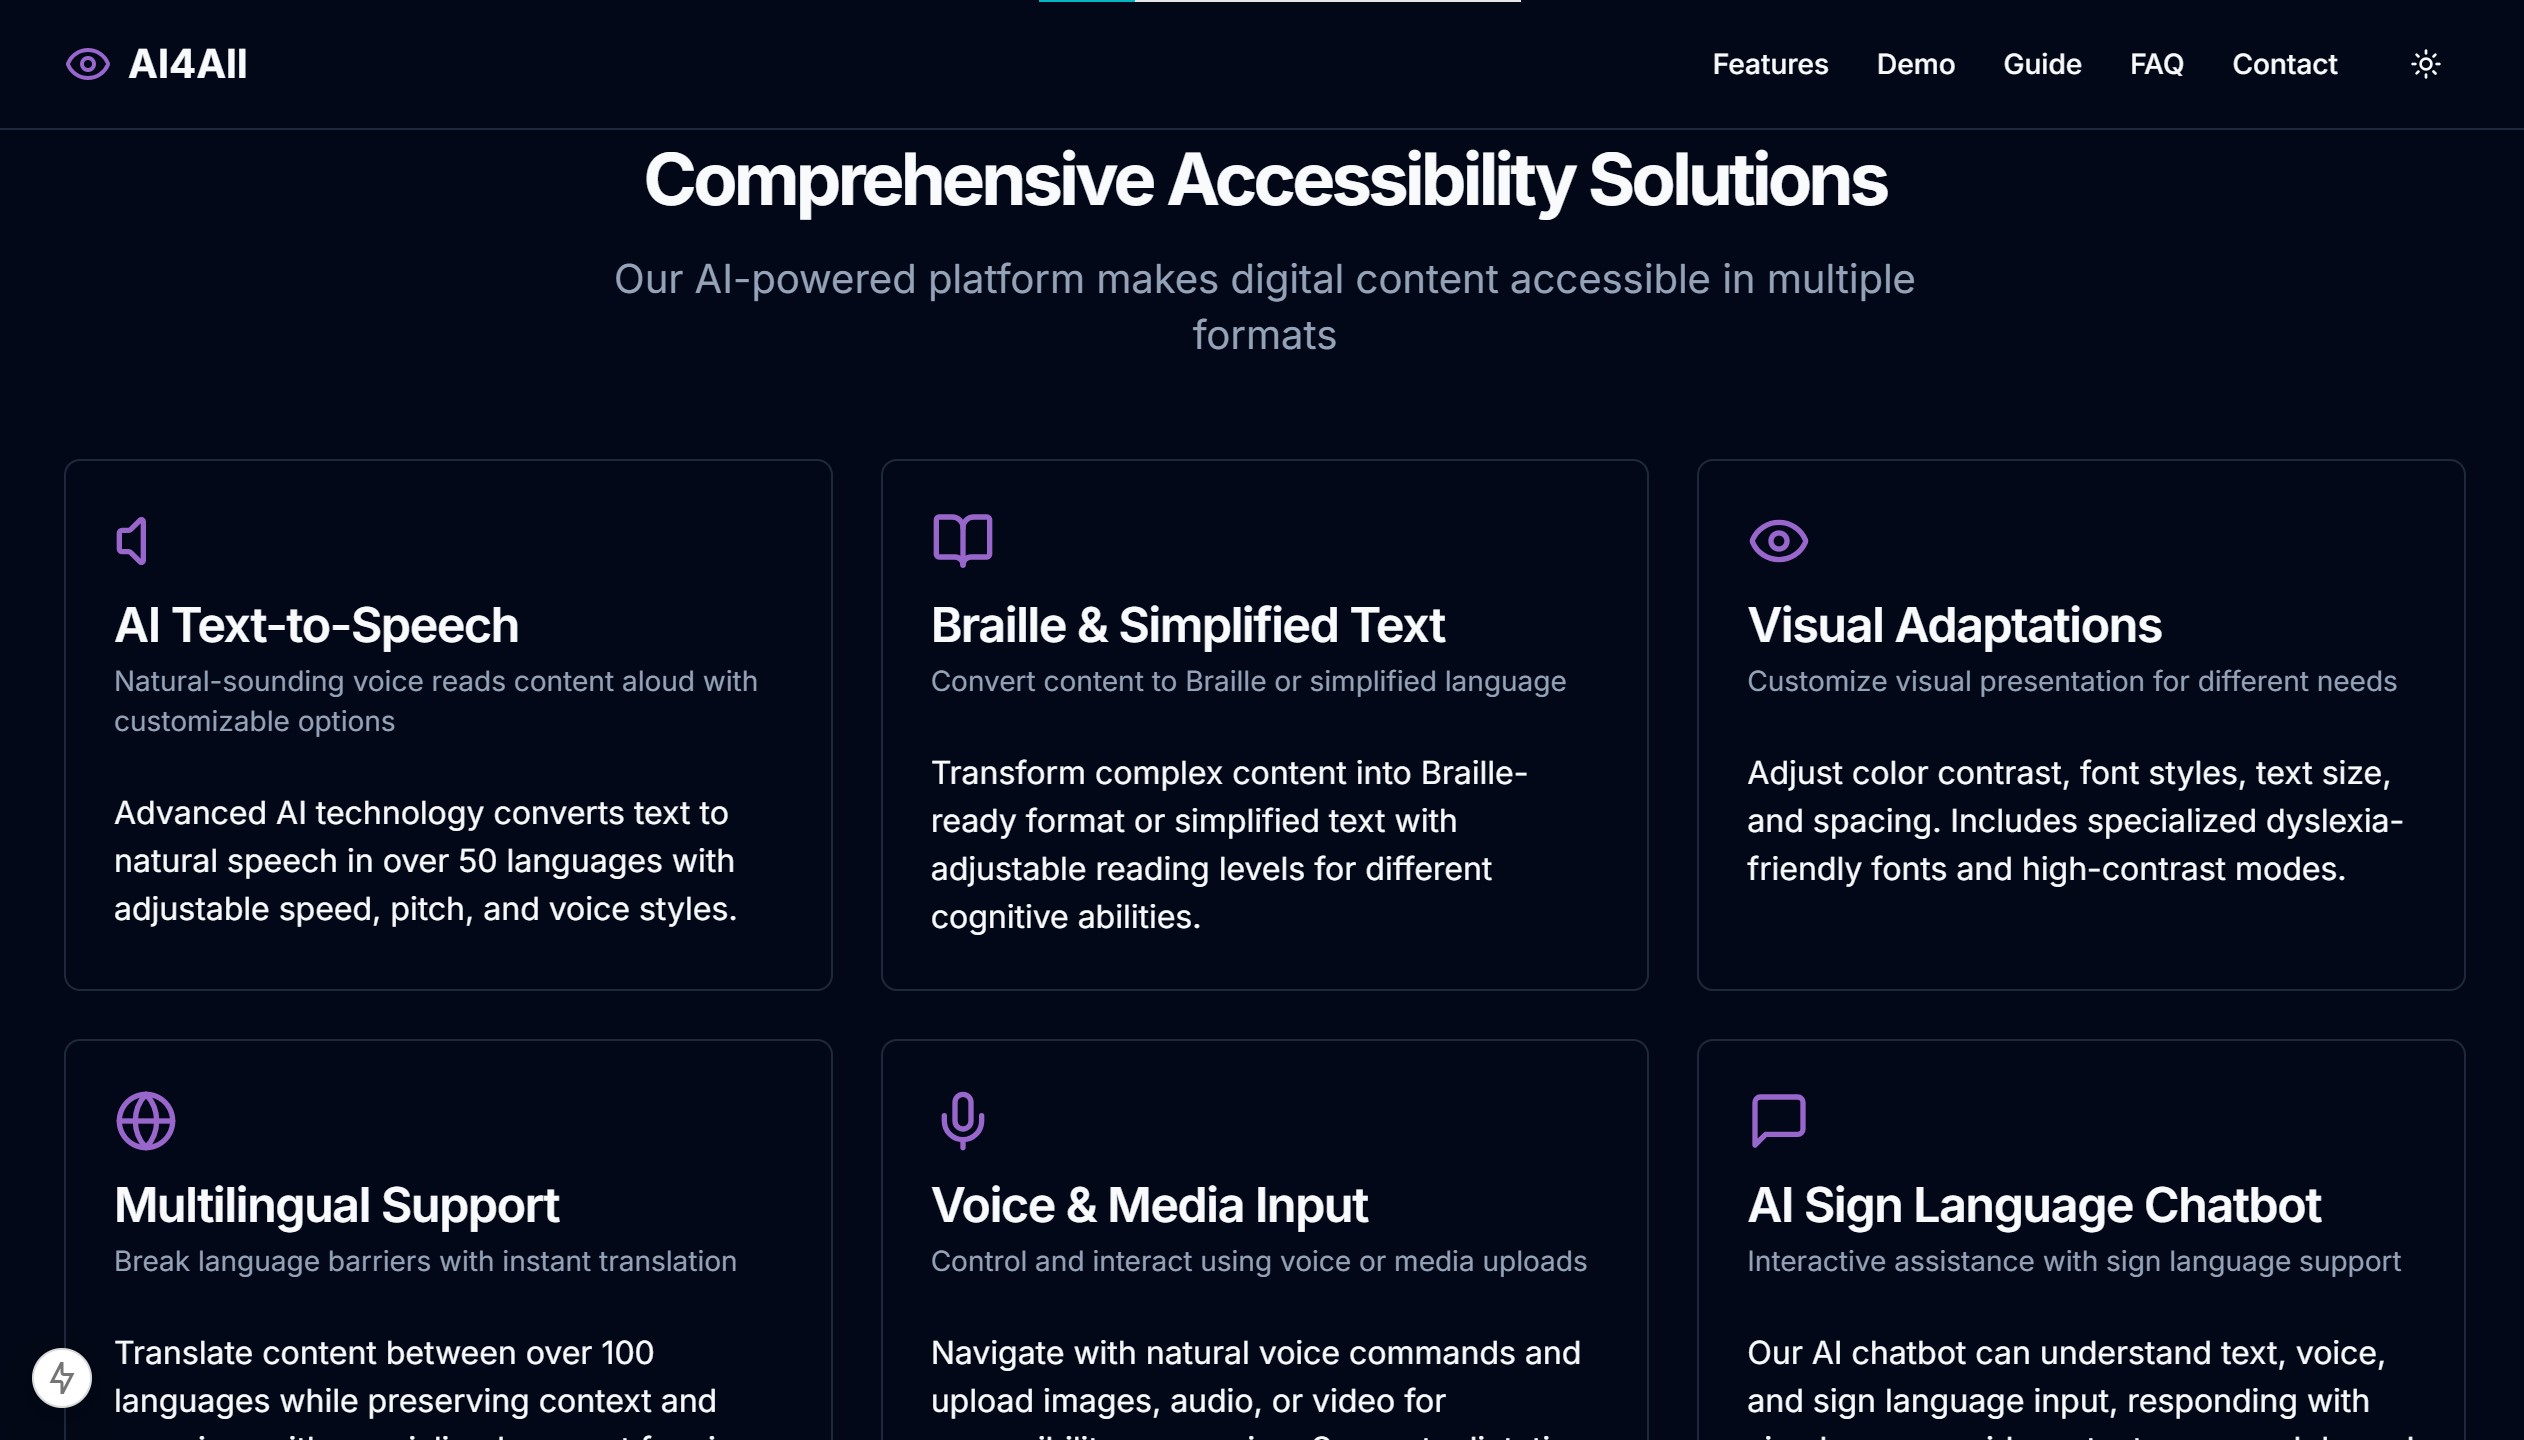 AI4All
Features Demo Guide FAQ Contact
Comprehensive Accessibility Solutions
Our AI-powered platform makes digital content accessible in multiple
formats
AI Text-to-Speech
Natural-sounding voice reads content aloud with
customizable options
Advanced AI technology converts text to
natural speech in over 50 languages with
adjustable speed, pitch, and voice styles.
Braille & Simplified Text
Convert content to Braille or simplified language
Transform complex content into Braille-
ready format or simplified text with
adjustable reading levels for different
cognitive abilities.
Visual Adaptations
Customize visual presentation for different needs
Adjust color contrast, font styles, text size,
and spacing. Includes specialized dyslexia-
friendly fonts and high-contrast modes.
Multilingual Support
Break language barriers with instant translation
Translate content between over 100
languages while preserving context and
Voice & Media Input
Control and interact using voice or media uploads
Navigate with natural voice commands and
upload images, audio, or video for
AI Sign Language Chatbot
Interactive assistance with sign language support
Our AI chatbot can understand text, voice,
and sign language input, responding with